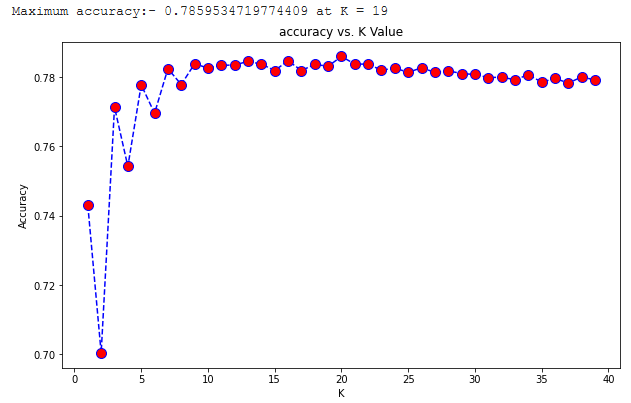 Maximum accuracy:- 0.7859534719774409 at K = 19
accuracy vs. K Value
0.78
0.76
0.74
0.72
0.70
Accuracy
0 5 10 15 20 25 30 35 40
K